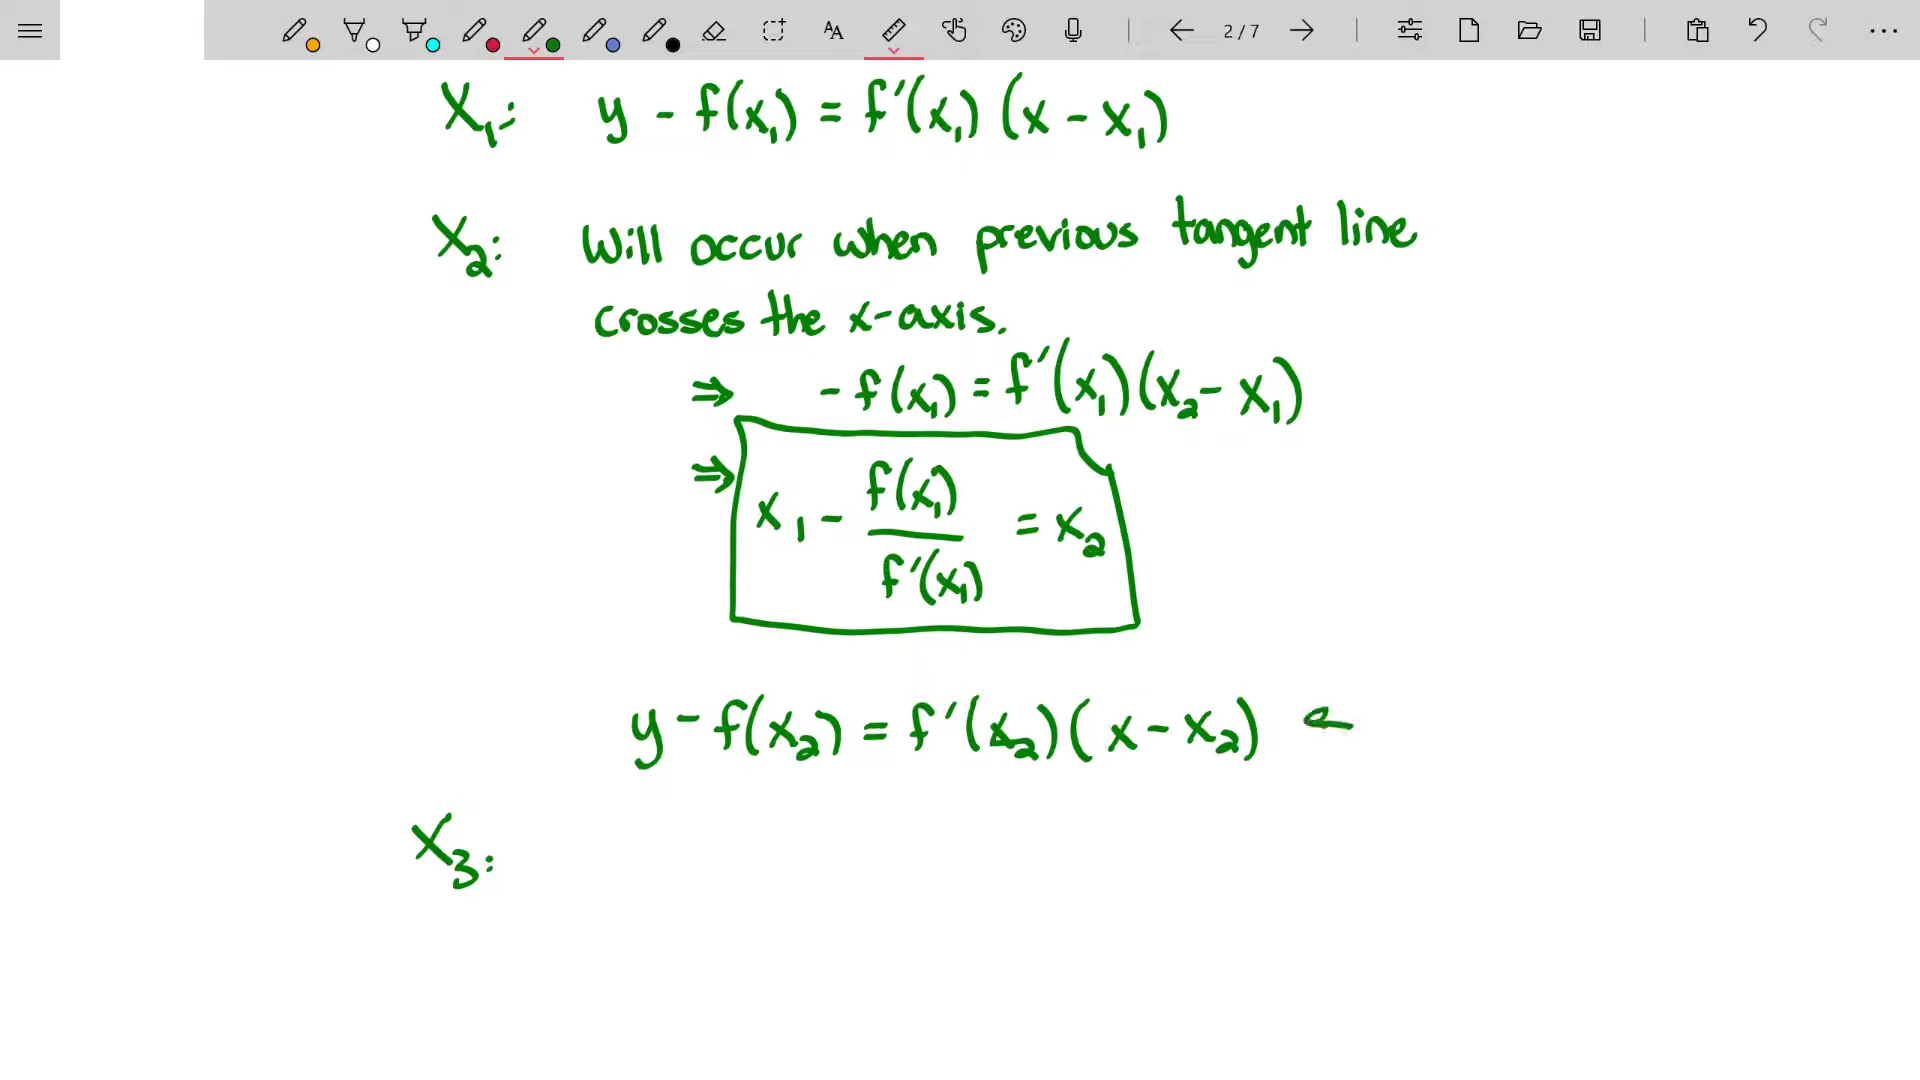 2 / 7
X₁: y - f(x₁) = f'(x₁) (x - x₁)
X₂: Will occur when previous tangent line
crosses the x-axis.
⇒ - f(x₁) = f'(x₁)(x₂ - x₁)
⇒ x₁ - f(x₁)/f'(x₁) = x₂
y - f(x₂) = f'(x₂)( x - x₂) ←
X₃: